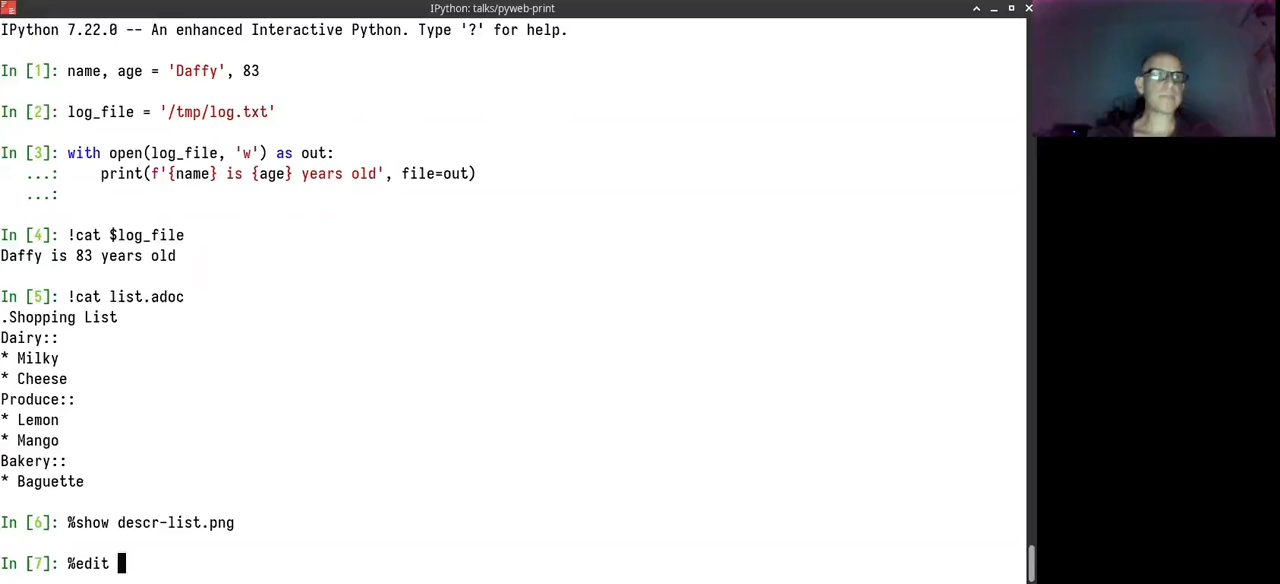 IPython: talks/pyweb-print
IPython 7.22.0 -- An enhanced Interactive Python. Type '?' for help.
In [1]: name, age = 'Daffy', 83
In [2]: log_file = '/tmp/log.txt'
In [3]: with open(log_file, 'w') as out:
   ...:     print(f'{name} is {age} years old', file=out)
   ...:
In [4]: !cat $log_file
Daffy is 83 years old
In [5]: !cat list.adoc
.Shopping List
Dairy::
* Milky
* Cheese
Produce::
* Lemon
* Mango
Bakery::
* Baguette
In [6]: %show descr-list.png
In [7]: %edit